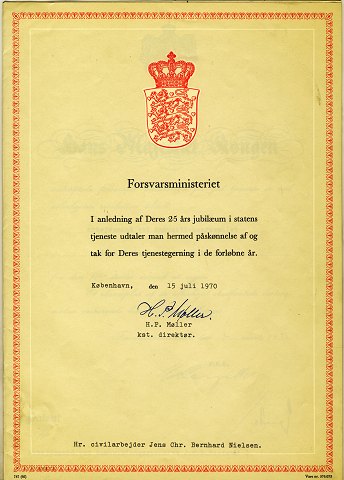 Forsvarsministeriet
I anledning af Deres 25 års jubilæum i statens
tjeneste udtaler man hermed påskønnelse af og
tak for Deres tjenestegerning i de forløbne år.
København, den 15 juli 1970
H. P. Møller.
H.P. Møller
kst. direktør.
Hr. civilarbejder Jens Chr. Bernhard Nielsen.